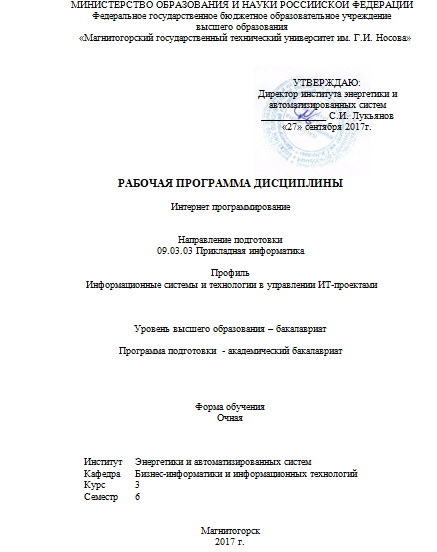 МИНИСТЕРСТВО ОБРАЗОВАНИЯ И НАУКИ РОССИЙСКОЙ ФЕДЕРАЦИИ
Федеральное государственное бюджетное образовательное учреждение
высшего образования
«Магнитогорский государственный технический университет им. Г.И. Носова»
УТВЕРЖДАЮ:
Директор института энергетики и
автоматизированных систем
_____________ С.И. Лукьянов
«27» сентября 2017г.
РАБОЧАЯ ПРОГРАММА ДИСЦИПЛИНЫ
Интернет программирование
Направление подготовки
09.03.03 Прикладная информатика
Профиль
Информационные системы и технологии в управлении ИТ-проектами
Уровень высшего образования – бакалавриат
Программа подготовки - академический бакалавриат
Форма обучения
Очная
Институт Энергетики и автоматизированных систем
Кафедра Бизнес-информатики и информационных технологий
Курс 3
Семестр 6
Магнитогорск
2017 г.